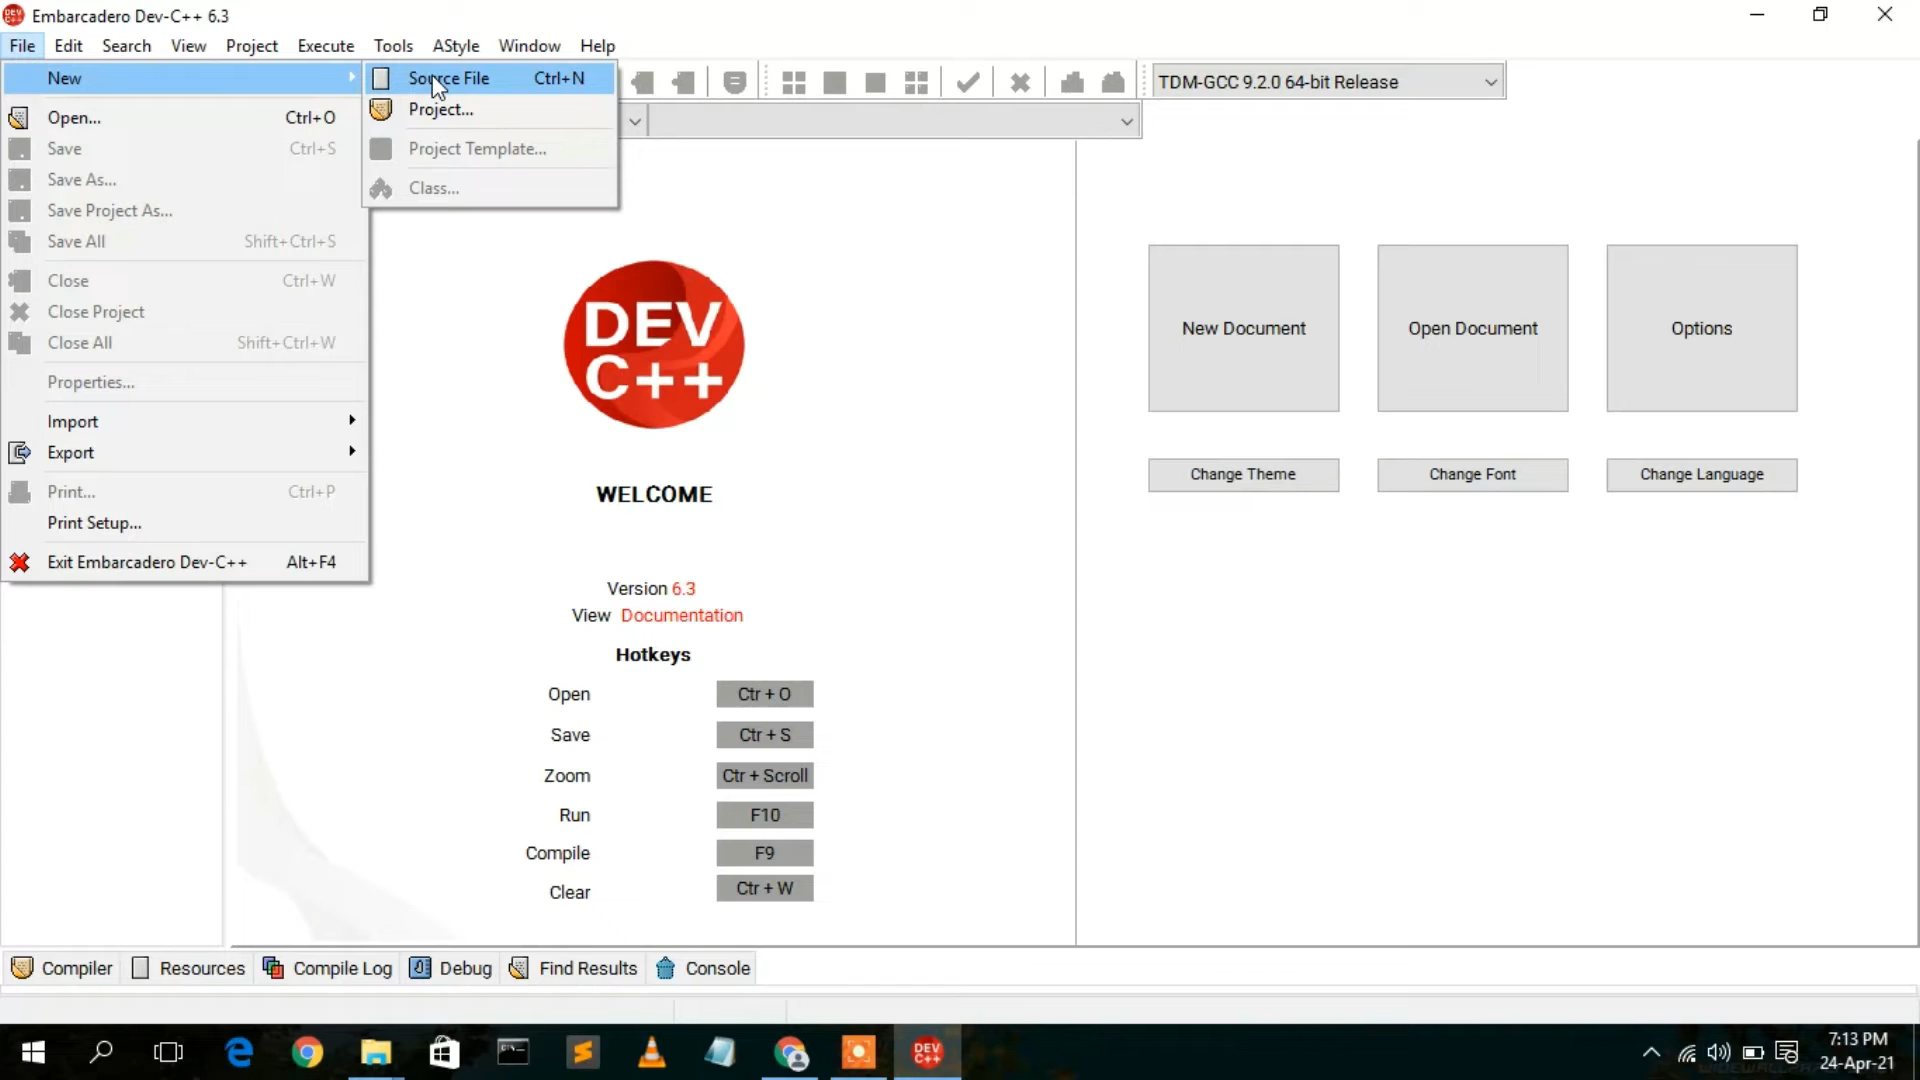 Embarcadero Dev-C++ 6.3
File Edit Search View Project Execute Tools AStyle Window Help
New
Source File Ctrl+N
Project...
Project Template...
Class...
TDM-GCC 9.2.0 64-bit Release
Open... Ctrl+O
Save Ctrl+S
Save As...
Save Project As...
Save All Shift+Ctrl+S
Close Ctrl+W
Close Project
Close All Shift+Ctrl+W
Properties...
Import
Export
Print... Ctrl+P
Print Setup...
Exit Embarcadero Dev-C++ Alt+F4
DEV
C++
WELCOME
Version 6.3
View Documentation
Hotkeys
Open Ctr + O
Save Ctr + S
Zoom Ctr + Scroll
Run F10
Compile F9
Clear Ctr + W
New Document Open Document Options
Change Theme Change Font Change Language
Compiler Resources Compile Log Debug Find Results Console
DEV
C++
7:13 PM
24-Apr-21